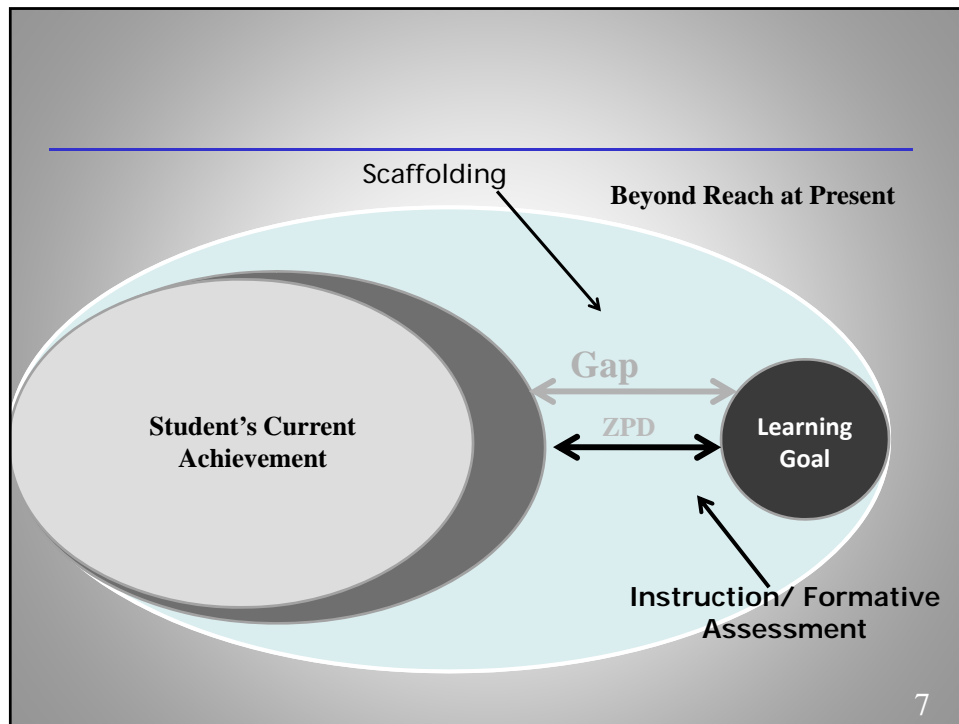 Scaffolding
Beyond Reach at Present
Gap
Student’s Current
Achievement
ZPD
Learning
Goal
Instruction/ Formative
Assessment
7